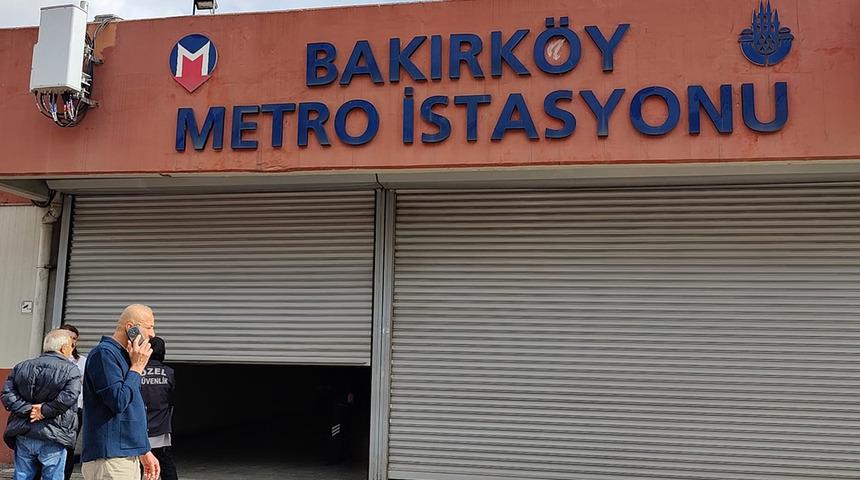 M
BAKIRKÖY
METRO İSTASYONU
ÖZEL
GÜVENLİK